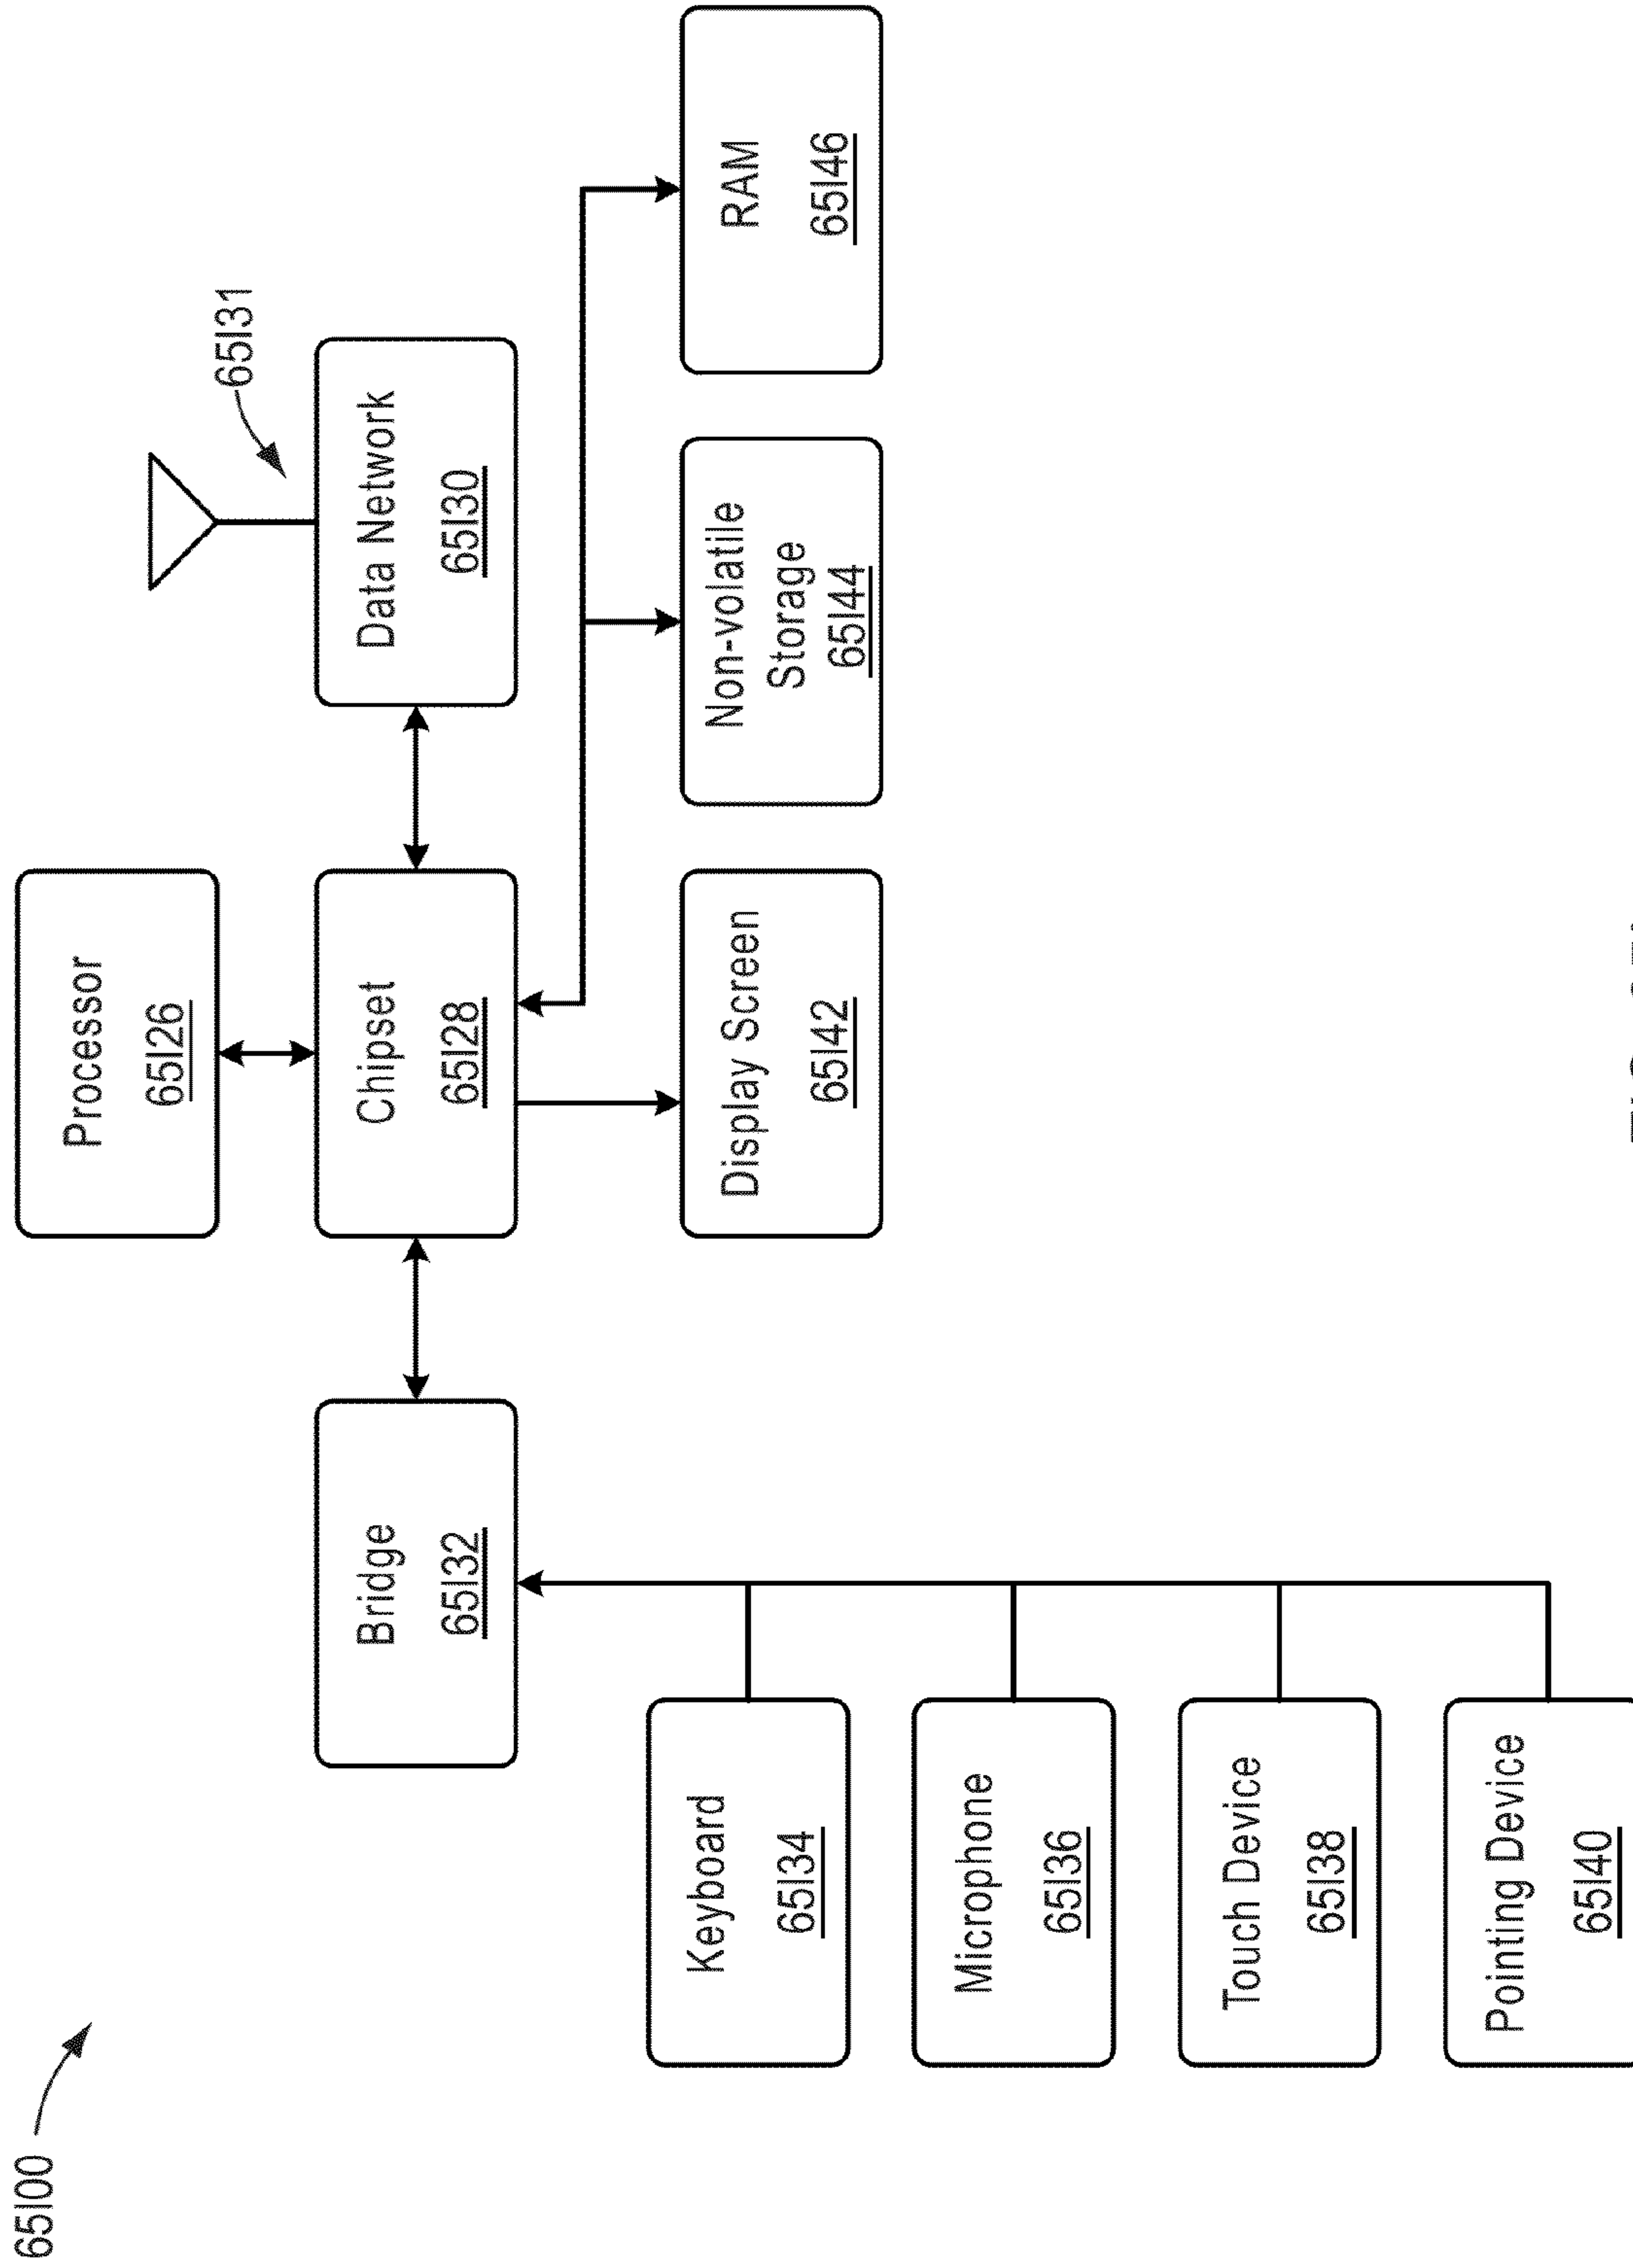 65I00
Processor
65I26
65I31
Bridge
65I32
Chipset
65I28
Data Network
65I30
Keyboard
65I34
Display Screen
65I42
Non-volatile
Storage
65I44
RAM
65I46
Microphone
65I36
Touch Device
65I38
Pointing Device
65I40